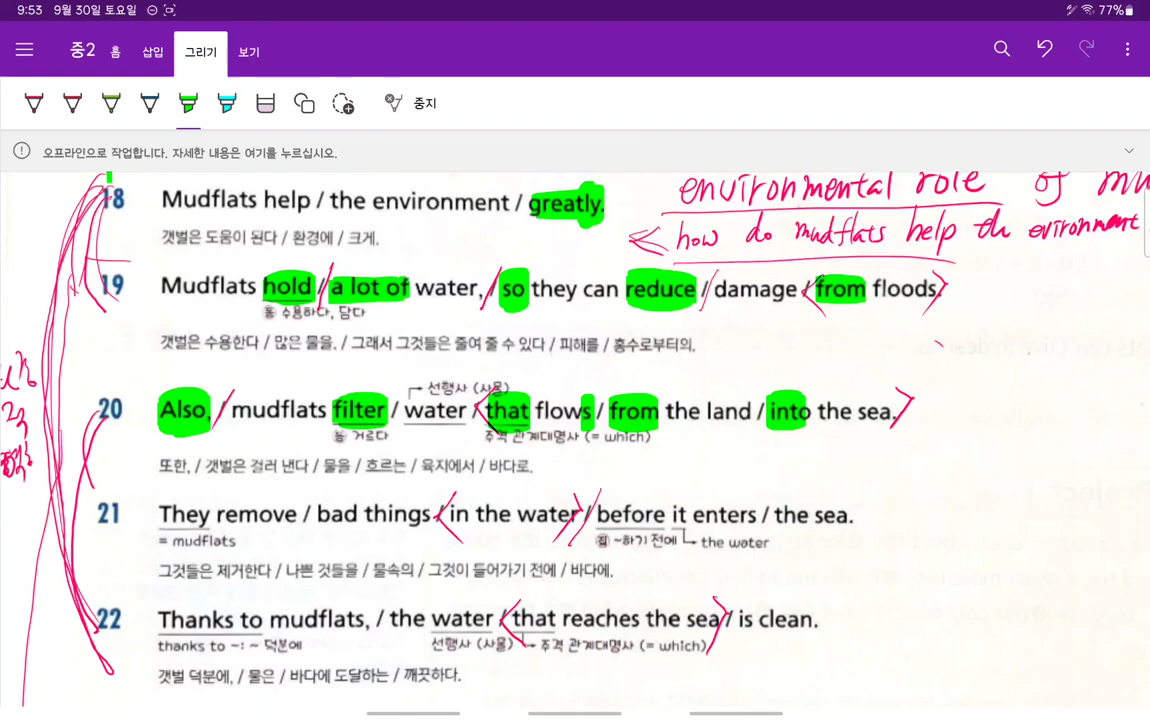 9:53 9월 30일 토요일 77%
중2 홈 삽입 그리기 보기
중지
오프라인으로 작업합니다. 자세한 내용은 여기를 누르십시오.
environmental role of mu
how do mudflats help the evironment
18 Mudflats help / the environment / greatly.
갯벌은 도움이 된다 / 환경에 / 크게.
19 Mudflats hold / a lot of water, / so they can reduce / damage / from floods.
동 수용하다, 담다
갯벌은 수용한다 / 많은 물을, / 그래서 그것들은 줄여 줄 수 있다 / 피해를 / 홍수로부터의.
선행사 (사물)
20 Also, / mudflats filter / water / that flows / from the land / into the sea.
동 거르다 주격 관계대명사 (= which)
또한, / 갯벌은 걸러 낸다 / 물을 / 흐르는 / 육지에서 / 바다로.
21 They remove / bad things / in the water / before it enters / the sea.
= mudflats 접 ~하기 전에 the water
그것들은 제거한다 / 나쁜 것들을 / 물속의 / 그것이 들어가기 전에 / 바다에.
22 Thanks to mudflats, / the water / that reaches the sea / is clean.
thanks to ~: ~ 덕분에 선행사 (사물) 주격 관계대명사 (= which)
갯벌 덕분에, / 물은 / 바다에 도달하는 / 깨끗하다.